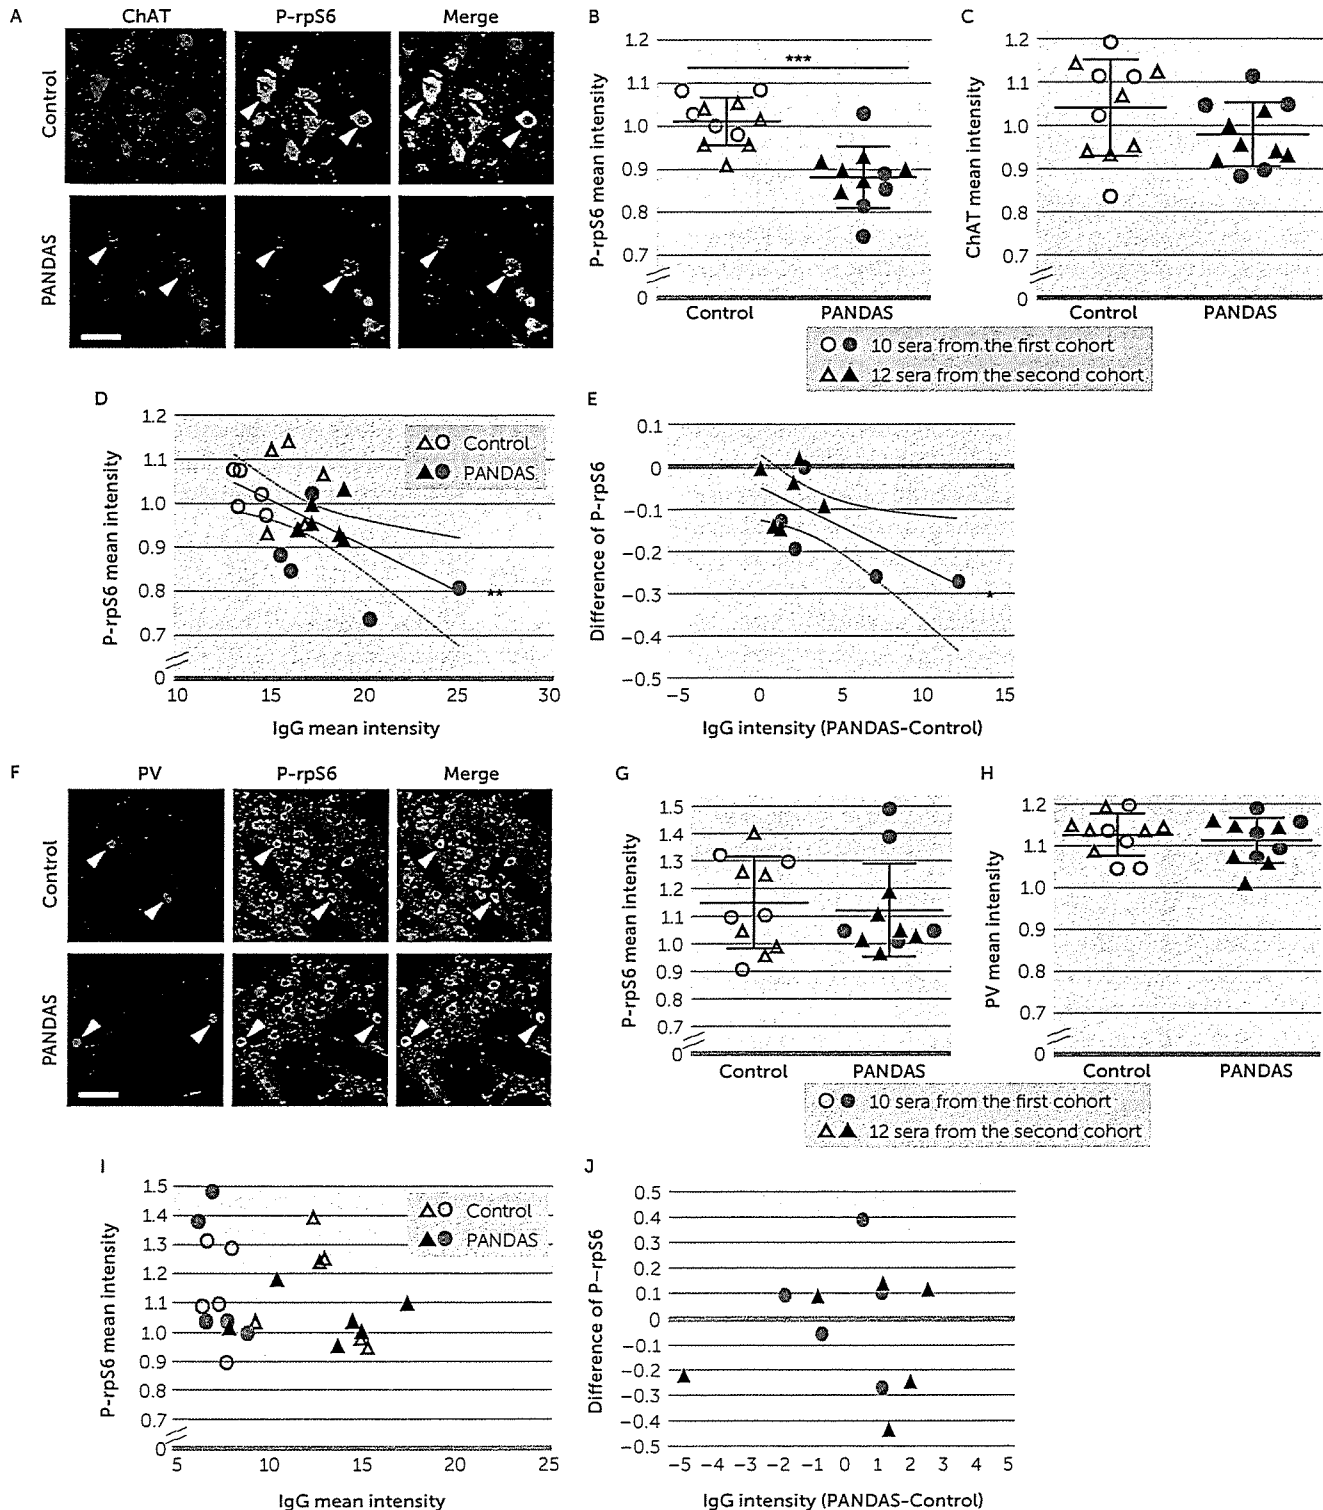 A
ChAT P-rpS6 Merge
Control
PANDAS
B
P-rpS6 mean intensity
1.2
1.1
1.0
0.9
0.8
0.7
0
***
Control PANDAS
C
ChAT mean intensity
1.2
1.1
1.0
0.9
0.8
0.7
0
Control PANDAS
10 sera from the first cohort
12 sera from the second cohort
D
P-rpS6 mean intensity
1.2
1.1
1.0
0.9
0.8
0.7
0
Control
PANDAS
**
10 15 20 25 30
IgG mean intensity
E
Difference of P-rpS6
0.1
0
−0.1
−0.2
−0.3
−0.4
−0.5
*
−5 0 5 10 15
IgG intensity (PANDAS-Control)
F
PV P-rpS6 Merge
Control
PANDAS
G
P-rpS6 mean intensity
1.5
1.4
1.3
1.2
1.1
1.0
0.9
0.8
0.7
0
Control PANDAS
H
PV mean intensity
1.2
1.1
1.0
0.9
0.8
0.7
0
Control PANDAS
10 sera from the first cohort
12 sera from the second cohort
I
P-rpS6 mean intensity
1.5
1.4
1.3
1.2
1.1
1.0
0.9
0.8
0.7
0
Control
PANDAS
5 10 15 20 25
IgG mean intensity
J
Difference of P−rpS6
0.5
0.4
0.3
0.2
0.1
0
−0.1
−0.2
−0.3
−0.4
−0.5
−5 −4 −3 −2 −1 0 1 2 3 4 5
IgG intensity (PANDAS-Control)